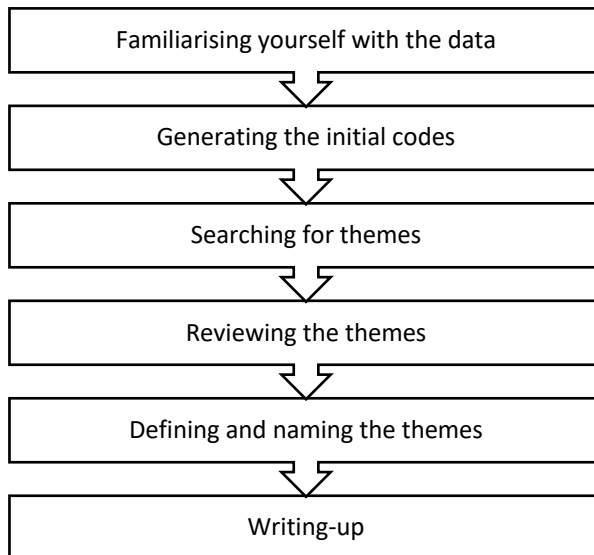 Familiarising yourself with the data
Generating the initial codes
Searching for themes
Reviewing the themes
Defining and naming the themes
Writing-up